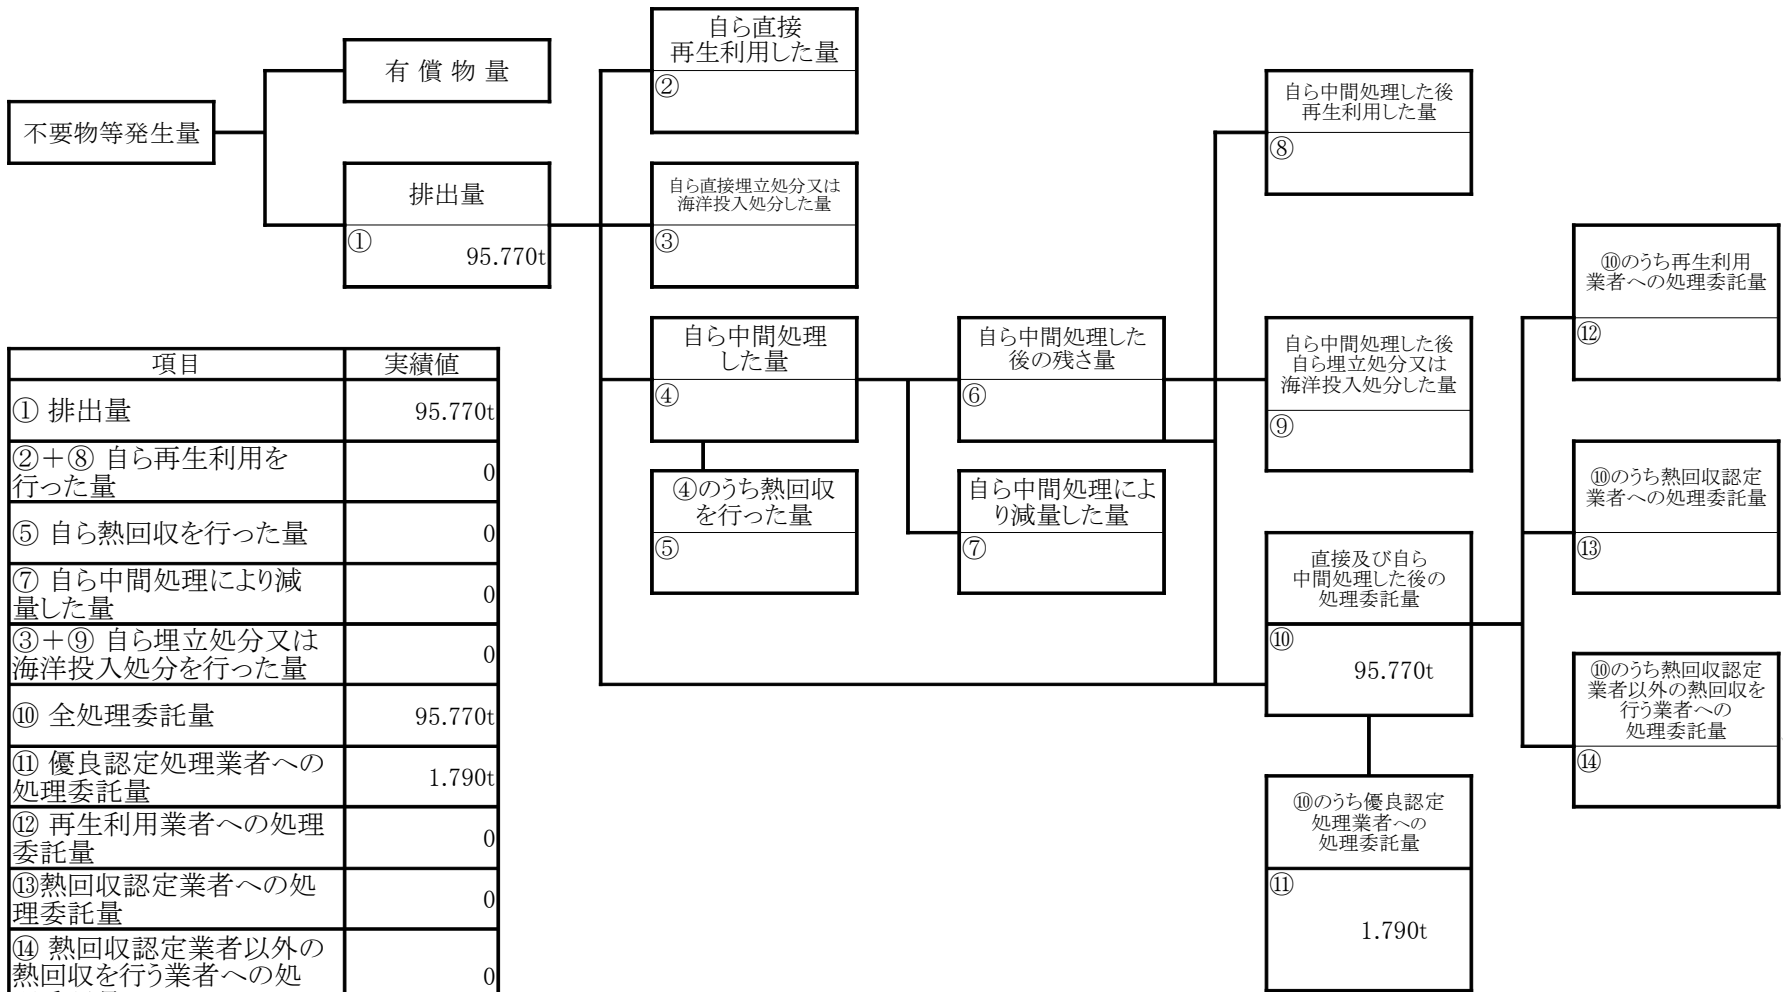 不要物等発生量
有 償 物 量
排出量
①
95.770t
自ら直接
再生利用した量
②
自ら直接埋立処分又は
海洋投入処分した量
③
自ら中間処理
した量
④
④のうち熱回収
を行った量
⑤
自ら中間処理した
後の残さ量
⑥
自ら中間処理によ
り減量した量
⑦
自ら中間処理した後
再生利用した量
⑧
自ら中間処理した後
自ら埋立処分又は
海洋投入処分した量
⑨
直接及び自ら
中間処理した後の
処理委託量
⑩
95.770t
⑩のうち優良認定
処理業者への
処理委託量
⑪
1.790t
⑩のうち再生利用
業者への処理委託量
⑫
⑩のうち熱回収認定
業者への処理委託量
⑬
⑩のうち熱回収認定
業者以外の熱回収を
行う業者への
処理委託量
⑭
項目 実績値
① 排出量 95.770t
②＋⑧ 自ら再生利用を
行った量 0
⑤ 自ら熱回収を行った量 0
⑦ 自ら中間処理により減
量した量 0
③＋⑨ 自ら埋立処分又は
海洋投入処分を行った量 0
⑩ 全処理委託量 95.770t
⑪ 優良認定処理業者への
処理委託量 1.790t
⑫ 再生利用業者への処理
委託量 0
⑬熱回収認定業者への処
理委託量 0
⑭ 熱回収認定業者以外の
熱回収を行う業者への処 0